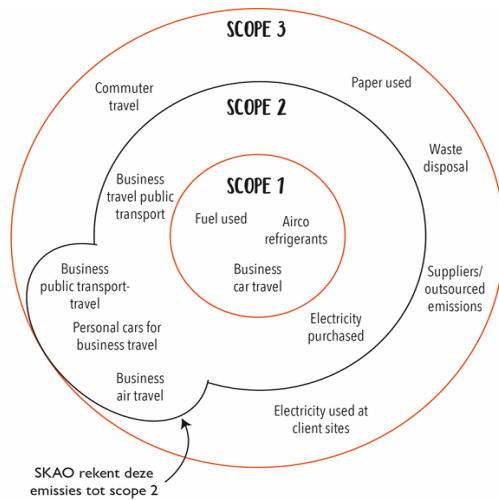 SCOPE 3
Commuter
travel
Paper used
SCOPE 2
Waste
disposal
Business
travel public
transport
SCOPE 1
Fuel used
Airco
refrigerants
Business
car travel
Business
public transport-
travel
Personal cars for
business travel
Business
air travel
Electricity
purchased
Suppliers/
outsourced
emissions
Electricity used at
client sites
SKAO rekent deze
emissies tot scope 2